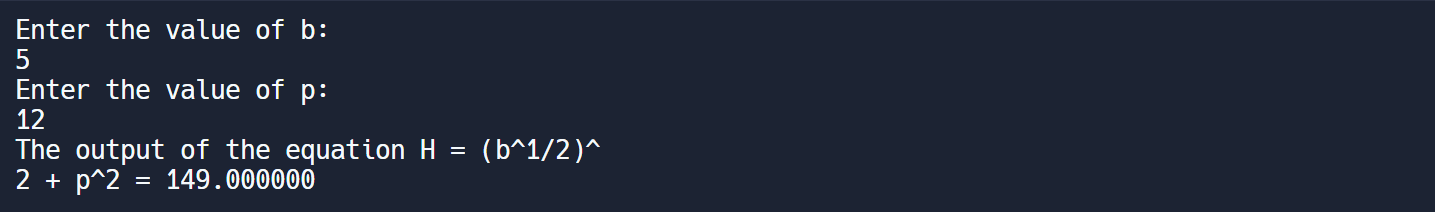 Enter the value of b:
5
Enter the value of p:
12
The output of the equation H = (b^1/2)^
2 + p^2 = 149.000000